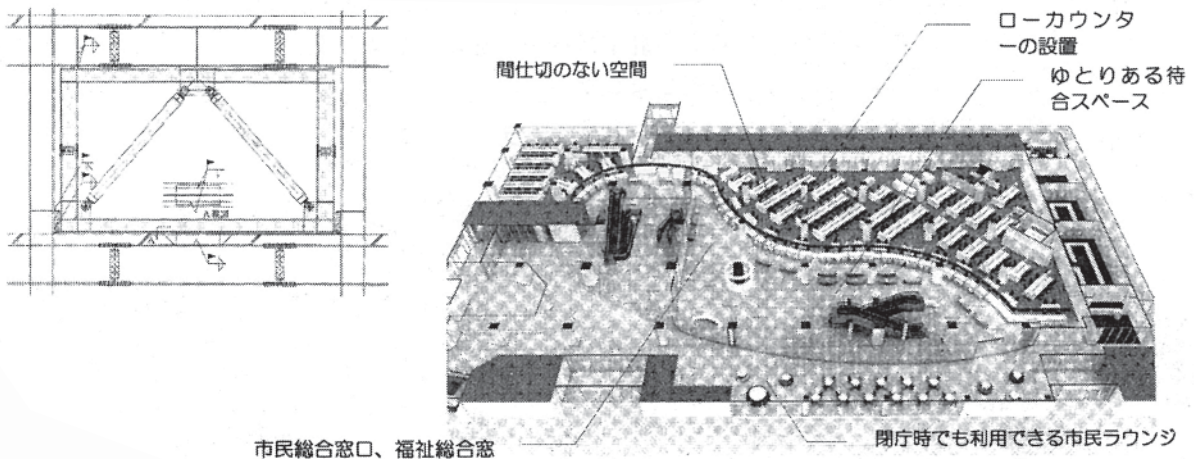 ローカウンタ
ーの設置
間仕切のない空間
ゆとりある待
合スペース
市民総合窓口、福祉総合窓
閉庁時でも利用できる市民ラウンジ